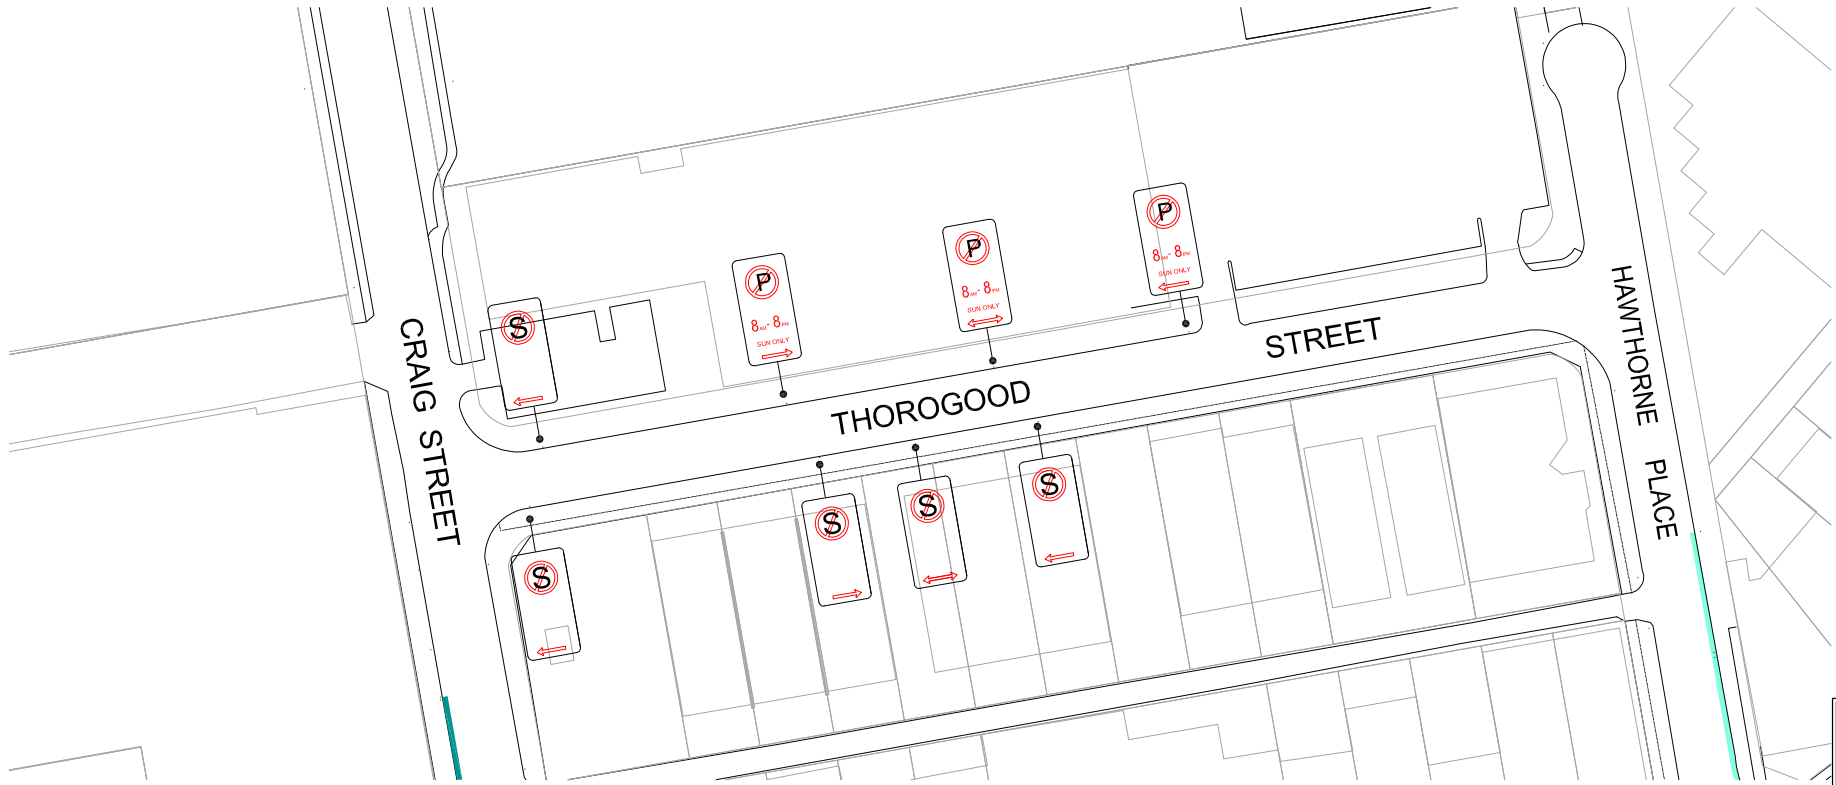 P
8AM- 8PM
SUN ONLY
P
8AM- 8PM
SUN ONLY
P
8AM- 8PM
SUN ONLY
S
CRAIG STREET
THOROGOOD STREET
HAWTHORNE PLACE
S
S
S
S